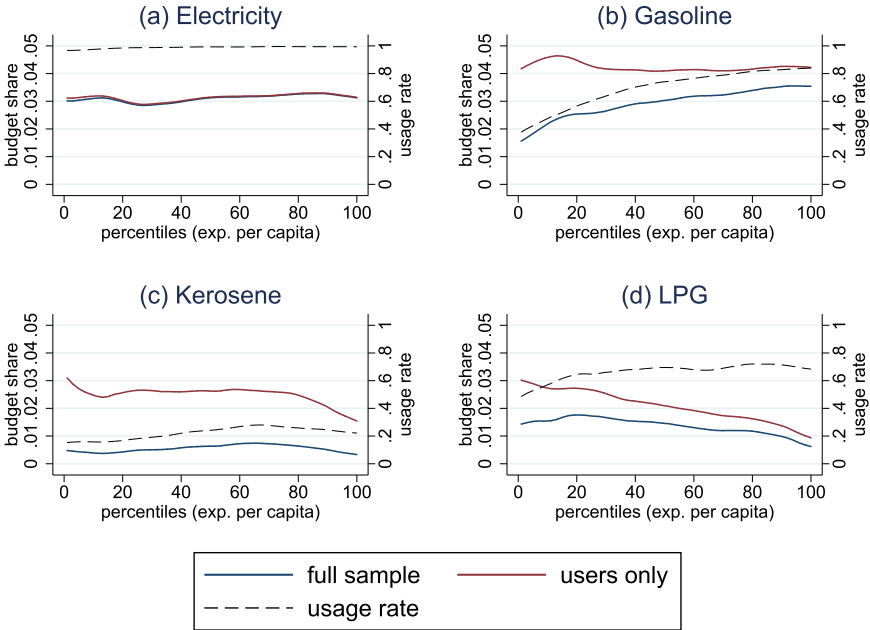 (a) Electricity
budget share
0 .01 .02 .03 .04 .05
usage rate
0 .2 .4 .6 .8 1
0 20 40 60 80 100
percentiles (exp. per capita)
(b) Gasoline
budget share
0 .01 .02 .03 .04 .05
usage rate
0 .2 .4 .6 .8 1
0 20 40 60 80 100
percentiles (exp. per capita)
(c) Kerosene
budget share
0 .01 .02 .03 .04 .05
usage rate
0 .2 .4 .6 .8 1
0 20 40 60 80 100
percentiles (exp. per capita)
(d) LPG
budget share
0 .01 .02 .03 .04 .05
usage rate
0 .2 .4 .6 .8 1
0 20 40 60 80 100
percentiles (exp. per capita)
full sample
users only
usage rate